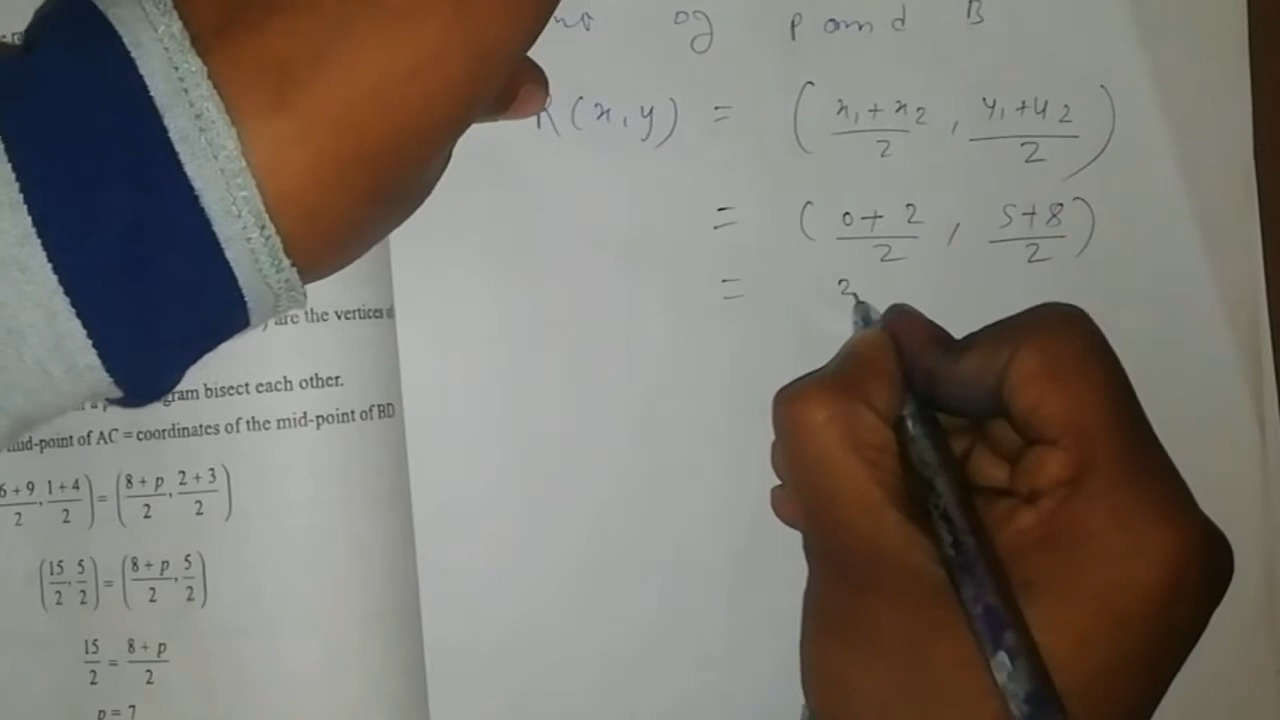 of P and B
R(x,y) = (x₁+x₂/2, y₁+y₂/2)
= (0+2/2, 5+8/2)
= 2
are the vertices
gram bisect each other.
mid-point of AC = coordinates of the mid-point of BD
(6+9/2, 1+4/2) = (8+p/2, 2+3/2)
(15/2, 5/2) = (8+p/2, 5/2)
15/2 = 8+p/2
p = 7